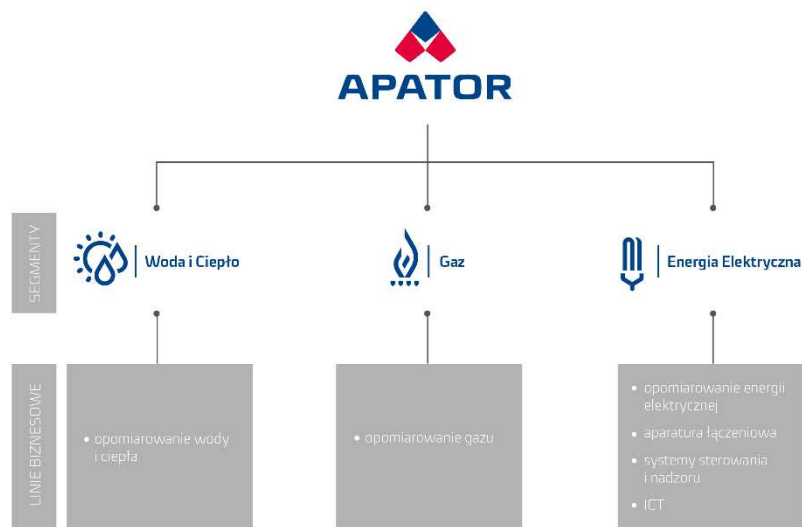 APATOR
SEGMENTY
Woda i Ciepło
Gaz
Energia Elektryczna
LINIE BIZNESOWE
• opomiarowanie wody
i ciepła
• opomiarowanie gazu
• opomiarowanie energii
elektrycznej
• aparatura łączeniowa
• systemy sterowania
i nadzoru
• ICT